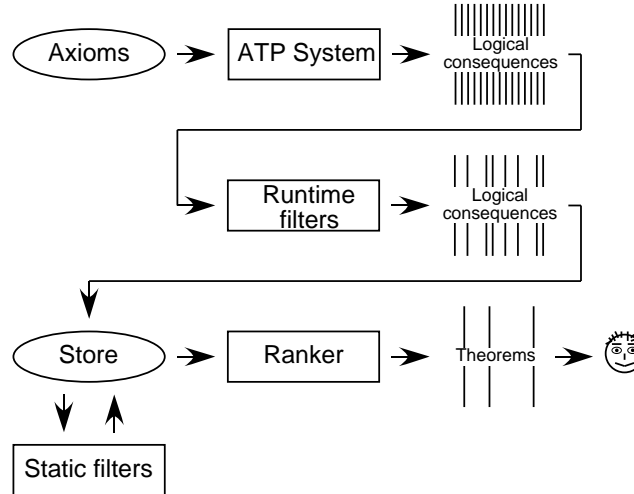 Axioms
ATP System
Logical
consequences
Runtime
filters
Logical
consequences
Store
Ranker
Theorems
Static filters